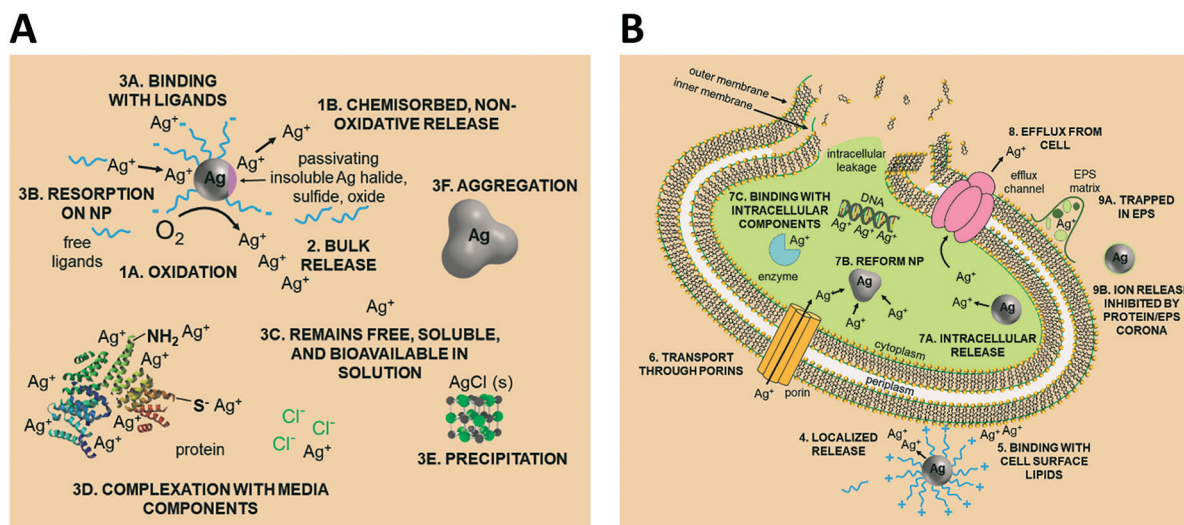 A
3A. BINDING
WITH LIGANDS
Ag⁺
1B. CHEMISORBED, NON-
OXIDATIVE RELEASE
Ag⁺
Ag⁺
Ag⁺
Ag⁺
Ag
passivating
insoluble Ag halide,
sulfide, oxide
3B. RESORPTION
ON NP
O₂
free
ligands
Ag⁺
1A. OXIDATION
Ag⁺
2. BULK
RELEASE
Ag⁺
3F. AGGREGATION
Ag
Ag⁺
3C. REMAINS FREE, SOLUBLE,
AND BIOAVAILABLE IN
SOLUTION
Ag⁺
NH₂
Ag⁺
Ag⁺
Ag⁺
S⁻
Ag⁺
Ag⁺
Ag⁺
Ag⁺
protein
Cl⁻
Cl⁻
Cl⁻
Ag⁺
AgCl (s)
3E. PRECIPITATION
3D. COMPLEXATION WITH MEDIA
COMPONENTS
B
outer membrane
inner membrane
intracellular
leakage
8. EFFLUX FROM
CELL
Ag⁺
efflux
channel
EPS
matrix
9A. TRAPPED
IN EPS
Ag⁺
7C. BINDING WITH
INTRACELLULAR
COMPONENTS
DNA
Ag⁺ Ag⁺ Ag⁺
Ag⁺
enzyme
7B. REFORM NP
Ag
Ag⁺
Ag⁺
Ag⁺
Ag⁺
Ag⁺
Ag
7A. INTRACELLULAR
RELEASE
9B. ION RELEASE
INHIBITED BY
PROTEIN/EPS
CORONA
Ag
cytoplasm
periplasm
6. TRANSPORT
THROUGH PORINS
Ag⁺
porin
4. LOCALIZED
RELEASE
Ag⁺
Ag⁺
Ag⁺
Ag⁺
Ag
5. BINDING WITH
CELL SURFACE
LIPIDS